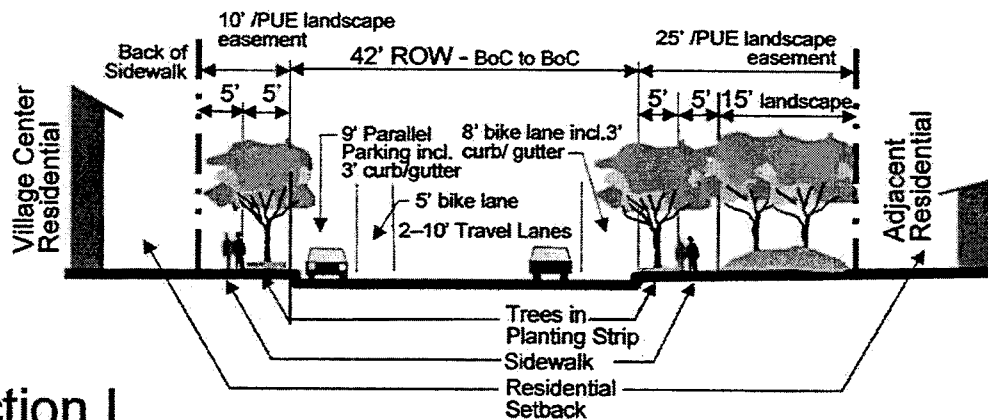 10' /PUE landscape
easement
Back of
Sidewalk
42' ROW - BoC to BoC
25' /PUE landscape
easement
5'
5'
5'
5'
15' landscape
Village Center
Residential
9' Parallel
Parking incl.
3' curb/gutter
8' bike lane incl.3'
curb/ gutter
5' bike lane
2–10' Travel Lanes
Adjacent
Residential
Trees in
Planting Strip
Sidewalk
Residential
Setback
ction I